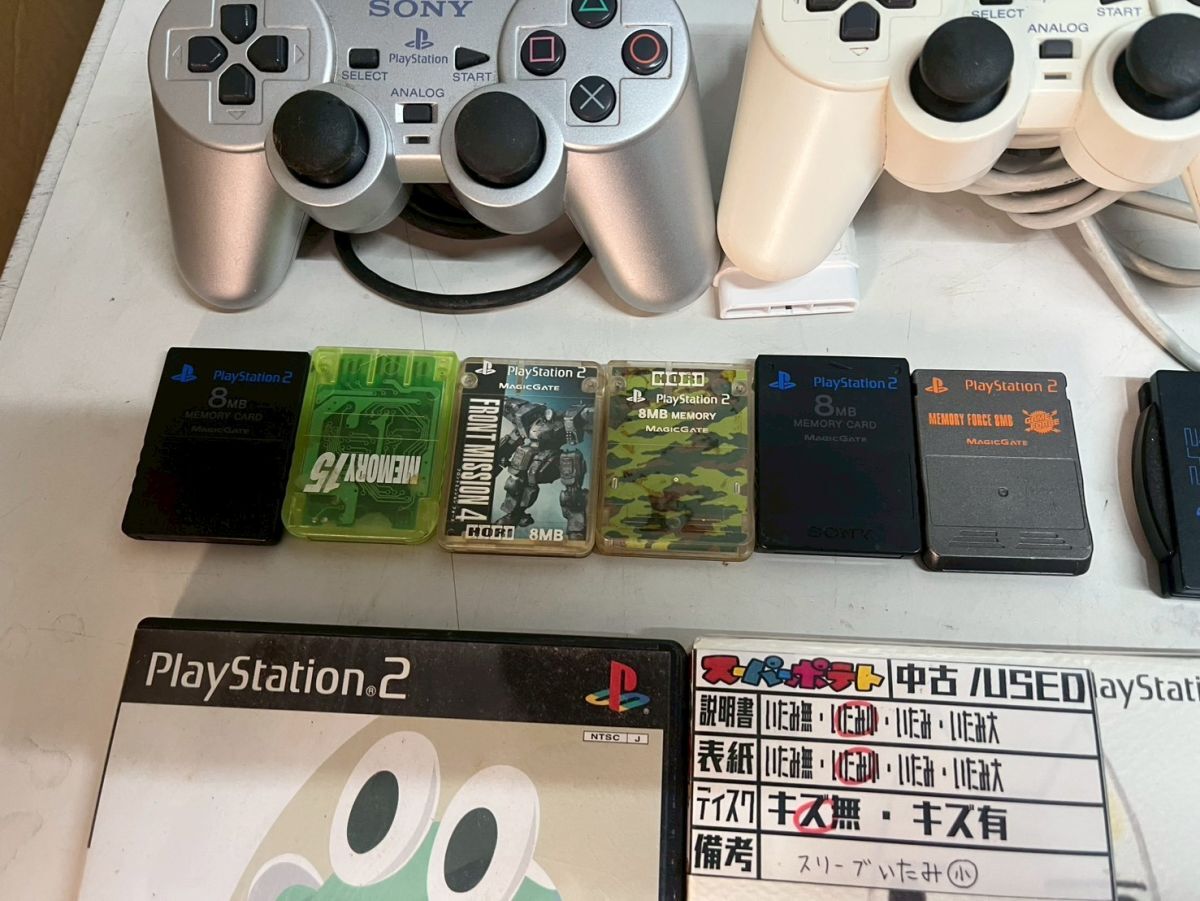 SONY
PlayStation
SELECT
START
ANALOG
SELECT
START
ANALOG
PlayStation 2
8MB
MEMORY CARD
MAGICGATE
MEMORY 15
PlayStation 2
MAGICGATE
FRONT MISSION 4
HORI
8MB
HORI
PlayStation 2
8MB MEMORY
MAGICGATE
PlayStation 2
8MB
MEMORY CARD
MAGICGATE
SONY
PlayStation 2
MEMORY FORCE 8MB
MAGICGATE
PlayStation®2
NTSC J
スーパーポテト 中古/USED
説明書 いたみ無・いたみ小・いたみ・いたみ大
表紙 いたみ無・いたみ小・いたみ・いたみ大
ディスク キズ無・キズ有
備考 スリーブいたみ小
layStati